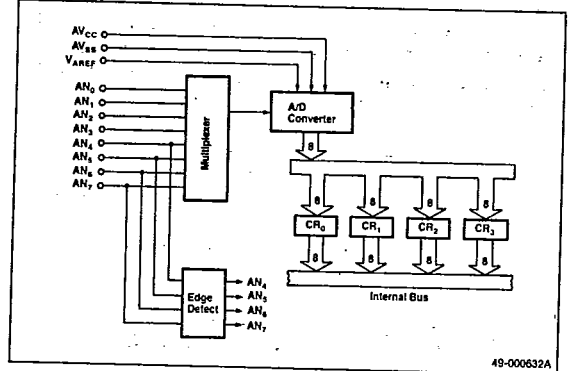 AVCC
AVSS
VAREF
AN0
AN1
AN2
AN3
AN4
AN5
AN6
AN7
Multiplexer
A/D
Converter
8
8
8
8
8
CR0
CR1
CR2
CR3
8
8
8
8
Internal Bus
Edge
Detect
AN4
AN5
AN6
AN7
49-000632A